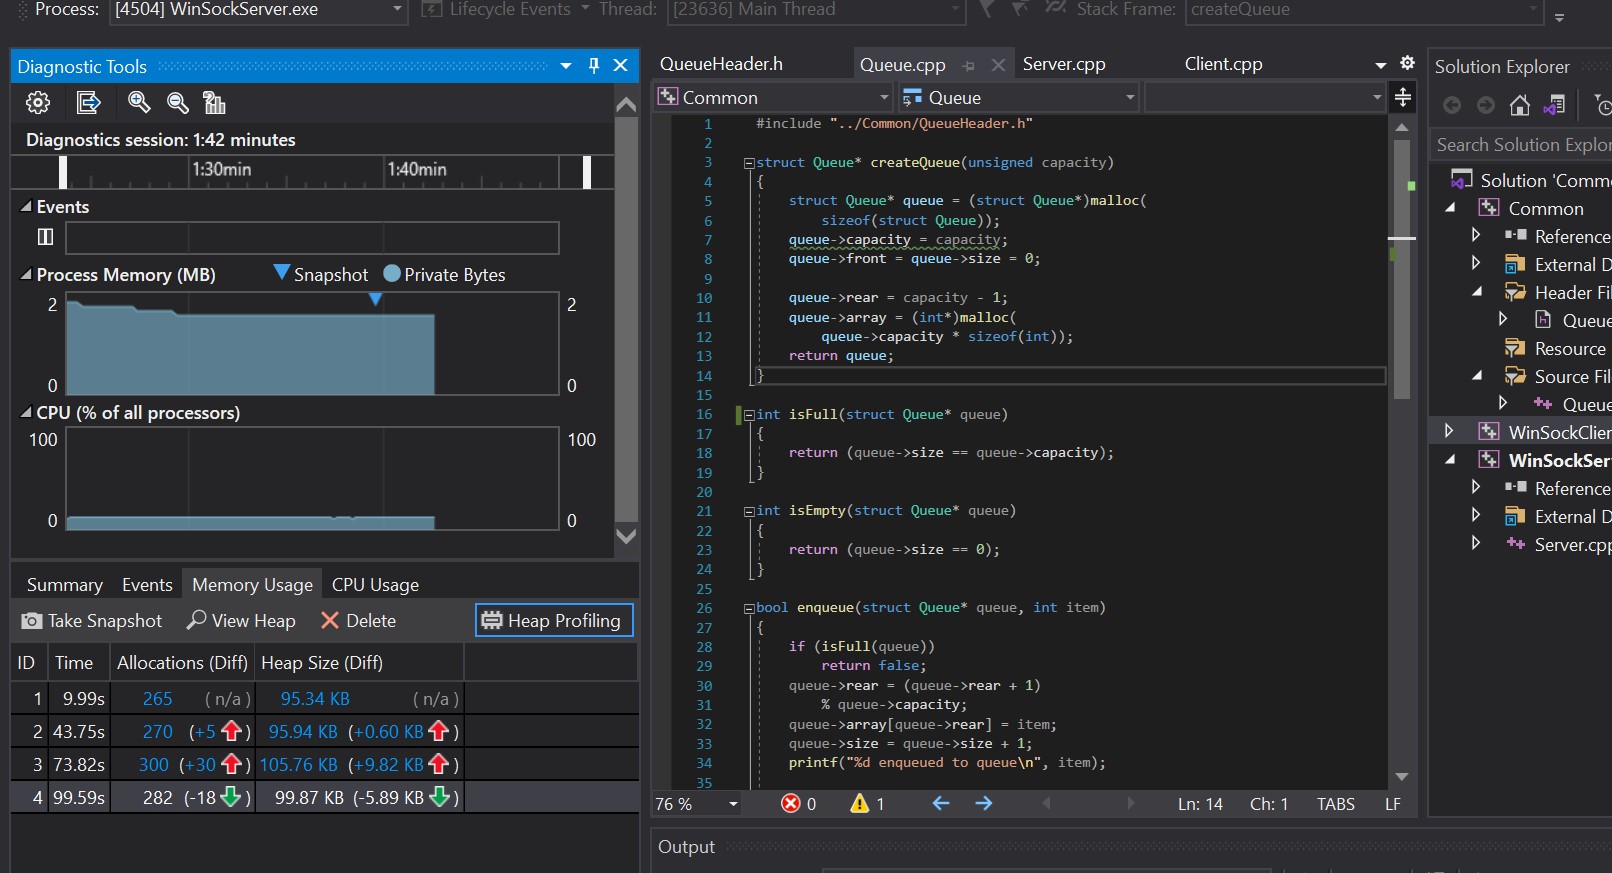 Process: [4504] WinSockServer.exe Lifecycle Events Thread: [23636] Main Thread Stack Frame: createQueue
Diagnostic Tools
Diagnostics session: 1:42 minutes
1:30min 1:40min
Events
Process Memory (MB) Snapshot Private Bytes
2 2
0 0
CPU (% of all processors)
100 100
0 0
Summary Events Memory Usage CPU Usage
Take Snapshot View Heap Delete Heap Profiling
ID Time Allocations (Diff) Heap Size (Diff)
1 9.99s 265 (n/a) 95.34 KB (n/a)
2 43.75s 270 (+5) 95.94 KB (+0.60 KB)
3 73.82s 300 (+30) 105.76 KB (+9.82 KB)
4 99.59s 282 (-18) 99.87 KB (-5.89 KB)
QueueHeader.h Queue.cpp Server.cpp Client.cpp
Common Queue
1 #include "../Common/QueueHeader.h"
2
3 struct Queue* createQueue(unsigned capacity)
4 {
5 struct Queue* queue = (struct Queue*)malloc(
6 sizeof(struct Queue));
7 queue->capacity = capacity;
8 queue->front = queue->size = 0;
9
10 queue->rear = capacity - 1;
11 queue->array = (int*)malloc(
12 queue->capacity * sizeof(int));
13 return queue;
14 }
15
16 int isFull(struct Queue* queue)
17 {
18 return (queue->size == queue->capacity);
19 }
20
21 int isEmpty(struct Queue* queue)
22 {
23 return (queue->size == 0);
24 }
25
26 bool enqueue(struct Queue* queue, int item)
27 {
28 if (isFull(queue))
29 return false;
30 queue->rear = (queue->rear + 1)
31 % queue->capacity;
32 queue->array[queue->rear] = item;
33 queue->size = queue->size + 1;
34 printf("%d enqueued to queue\n", item);
35
76 % 0 1 Ln: 14 Ch: 1 TABS LF
Output
Solution Explorer
Search Solution Explor
Solution 'Comm
Common
Reference
External D
Header Fil
Queue
Resource
Source Fil
Queue
WinSockClien
WinSockSer
Reference
External D
Server.cpp